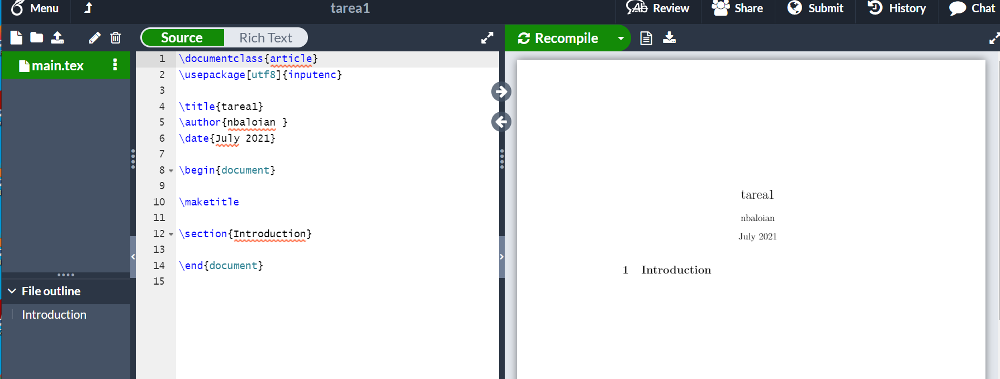 Menu
tarea1
Review
Share
Submit
History
Chat
Source
Rich Text
Recompile
main.tex
1 \documentclass{article}
2 \usepackage[utf8]{inputenc}
3
4 \title{tarea1}
5 \author{nbaloian }
6 \date{July 2021}
7
8 \begin{document}
9
10 \maketitle
11
12 \section{Introduction}
13
14 \end{document}
15
File outline
Introduction
tarea1
nbaloian
July 2021
1 Introduction